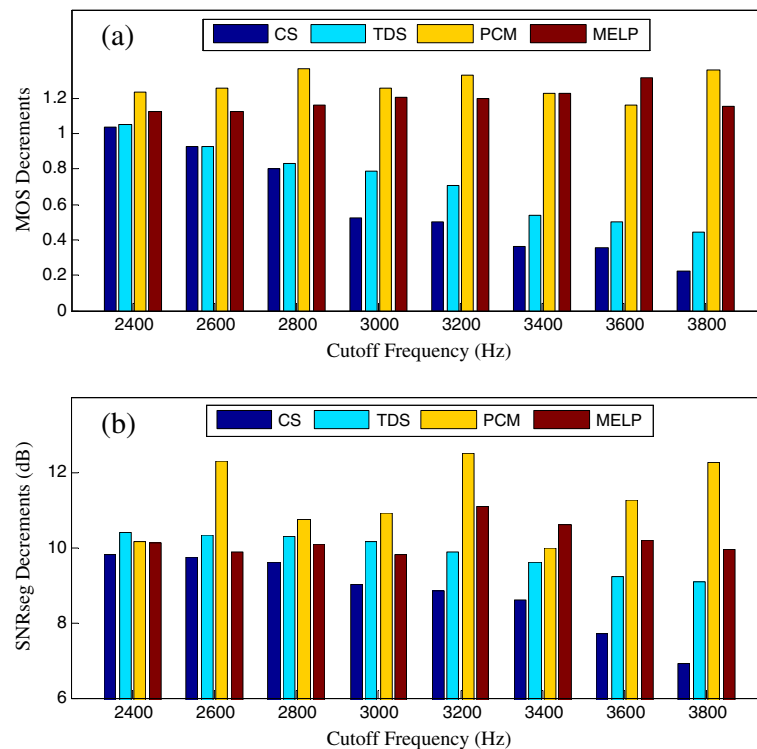 (a)
CS TDS PCM MELP
MOS Decrements
1.2
1
0.8
0.6
0.4
0.2
0
2400 2600 2800 3000 3200 3400 3600 3800
Cutoff Frequency (Hz)
(b)
CS TDS PCM MELP
SNRseg Decrements (dB)
12
10
8
6
2400 2600 2800 3000 3200 3400 3600 3800
Cutoff Frequency (Hz)